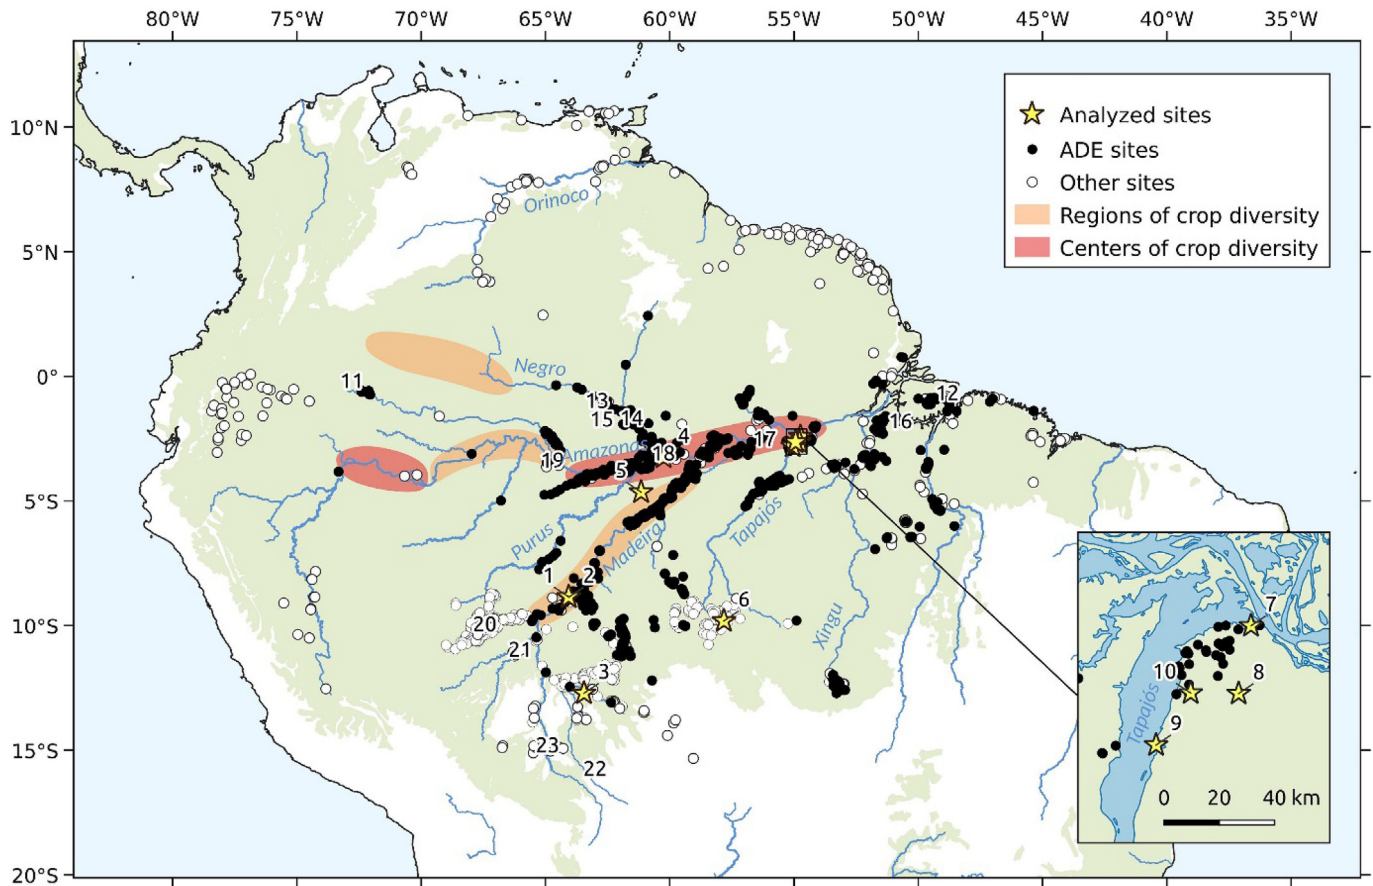 80°W 75°W 70°W 65°W 60°W 55°W 50°W 45°W 40°W 35°W
10°N
5°N
0°
5°S
10°S
15°S
20°S
Analyzed sites
ADE sites
Other sites
Regions of crop diversity
Centers of crop diversity
Orinoco
Negro
11
13
12
15 14
16
4
17
Amazonas
18
19
5
Purus
Madeira
Tapajós
1
2
6
Xingu
20
21
3
23
22
7
10
8
Tapajós
9
0 20 40 km